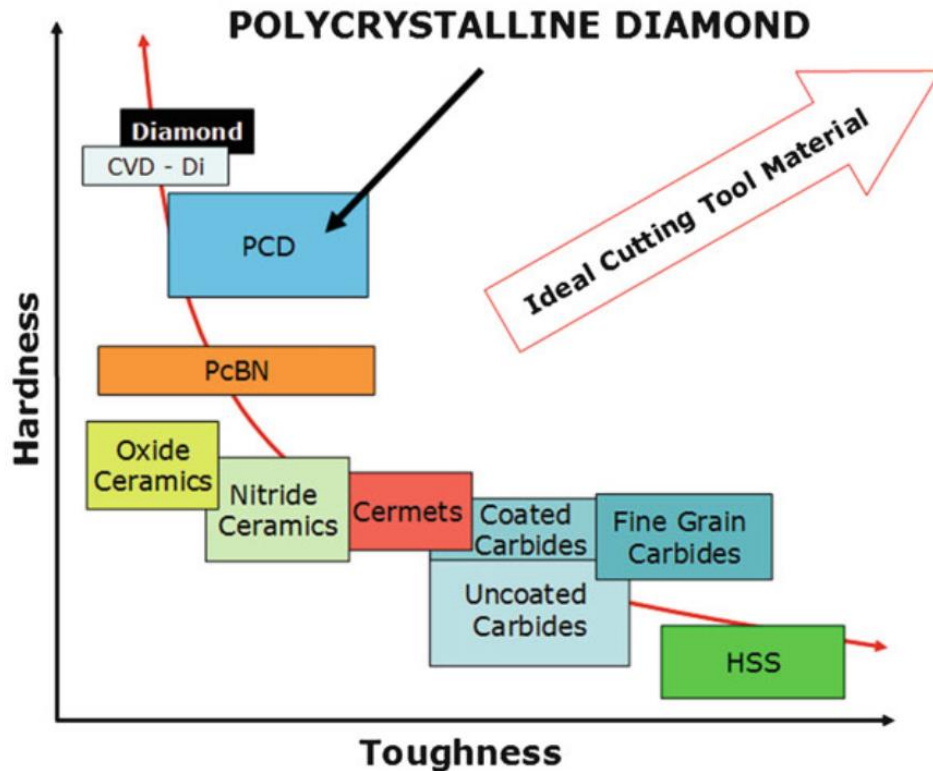 POLYCRYSTALLINE DIAMOND
Diamond
CVD - Di
PCD
Ideal Cutting Tool Material
PcBN
Hardness
Oxide
Ceramics
Nitride
Ceramics
Cermets
Coated
Carbides
Fine Grain
Carbides
Uncoated
Carbides
HSS
Toughness